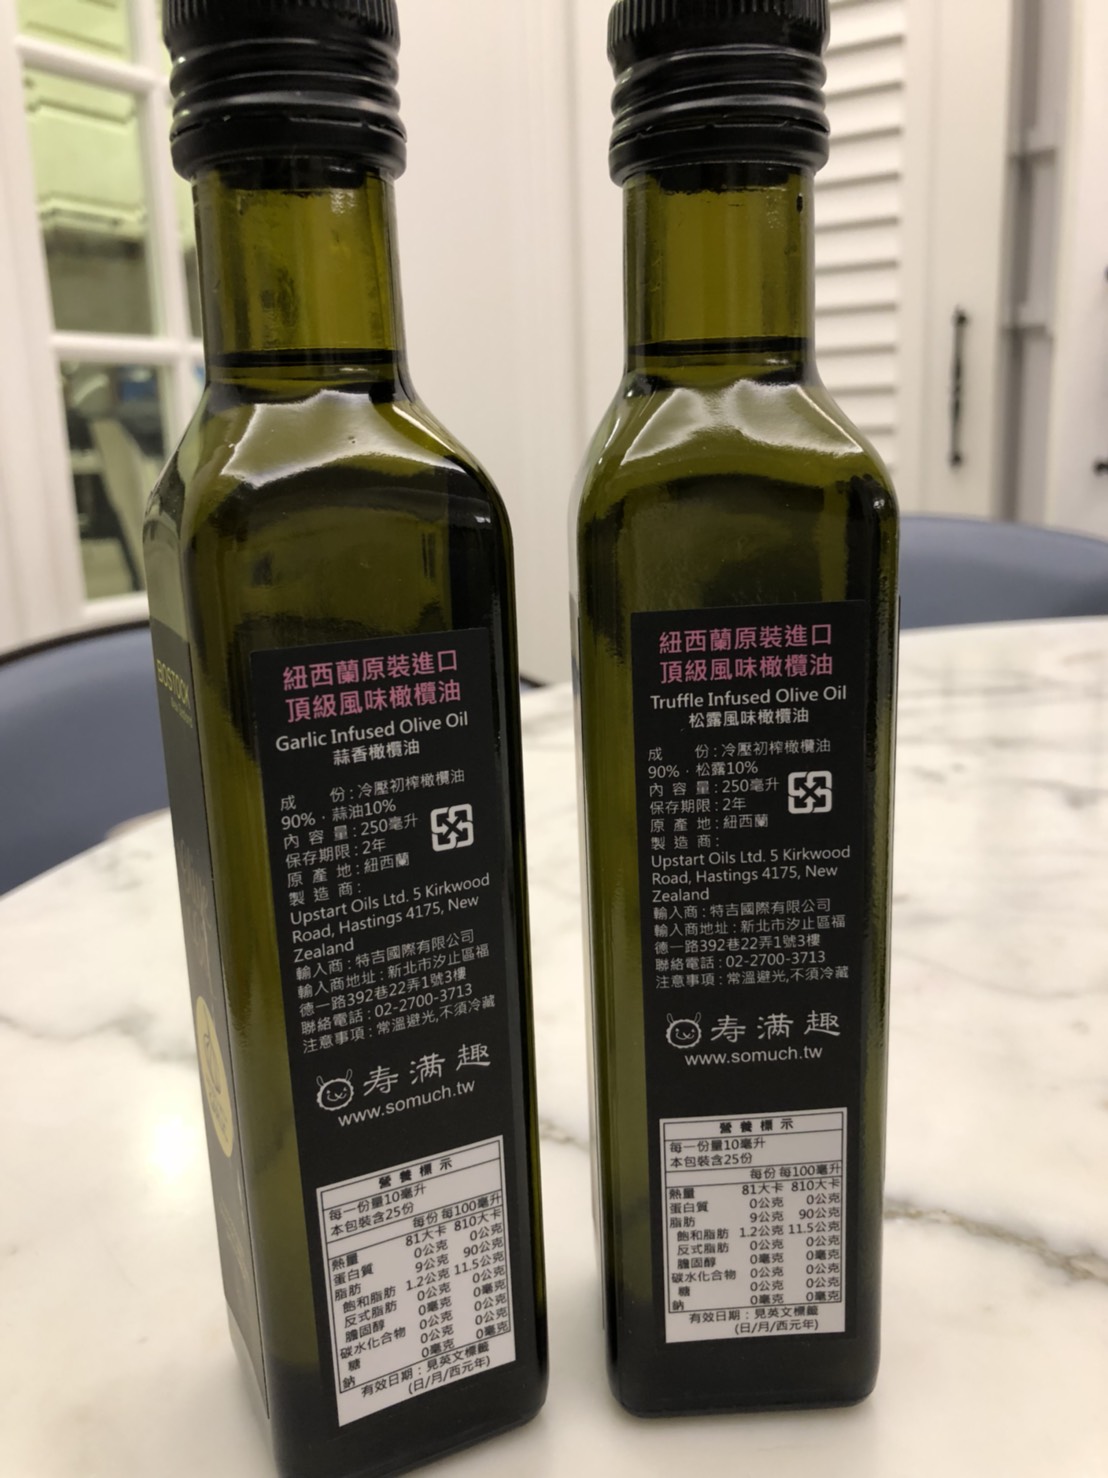 BOSTOCK
紐西蘭原裝進口
頂級風味橄欖油
Garlic Infused Olive Oil
蒜香橄欖油
成 份:冷壓初榨橄欖油
90%．蒜油10%
內容量:250毫升
保存期限:2年
原產地:紐西蘭
製造商:
Upstart Oils Ltd. 5 Kirkwood
Road, Hastings 4175, New
Zealand
輸入商:特吉國際有限公司
輸入商地址:新北市汐止區福
德一路392巷22弄1號3樓
聯絡電話:02-2700-3713
注意事項:常溫避光,不須冷藏
寿满趣
www.somuch.tw
營養標示
每一份量10毫升
本包裝含25份
每份 每100毫升
熱量 81大卡 810大卡
蛋白質 0公克 0公克
脂肪 9公克 90公克
飽和脂肪 1.2公克 11.5公克
反式脂肪 0公克 0公克
膽固醇 0毫克 0毫克
碳水化合物 0公克 0公克
糖 0公克 0公克
鈉 0毫克 0毫克
有效日期:見英文標籤
(日/月/西元年)
紐西蘭原裝進口
頂級風味橄欖油
Truffle Infused Olive Oil
松露風味橄欖油
成 份:冷壓初榨橄欖油
90%．松露10%
內容量:250毫升
保存期限:2年
原產地:紐西蘭
製造商:
Upstart Oils Ltd. 5 Kirkwood
Road, Hastings 4175, New
Zealand
輸入商:特吉國際有限公司
輸入商地址:新北市汐止區福
德一路392巷22弄1號3樓
聯絡電話:02-2700-3713
注意事項:常溫避光,不須冷藏
寿满趣
www.somuch.tw
營養標示
每一份量10毫升
本包裝含25份
每份 每100毫升
熱量 81大卡 810大卡
蛋白質 0公克 0公克
脂肪 9公克 90公克
飽和脂肪 1.2公克 11.5公克
反式脂肪 0公克 0公克
膽固醇 0毫克 0毫克
碳水化合物 0公克 0公克
糖 0公克 0公克
鈉 0毫克 0毫克
有效日期:見英文標籤
(日/月/西元年)